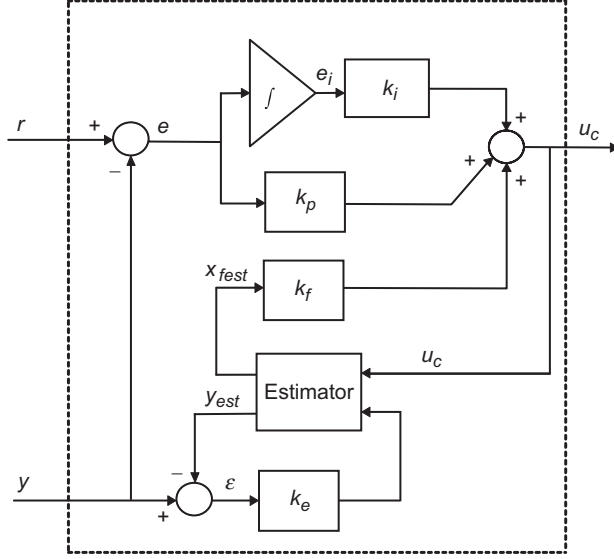 ∫
e_i
k_i
r
+
e
−
+
+
+
u_c
k_p
x_fest
k_f
u_c
Estimator
y_est
y
−
+
ε
k_e